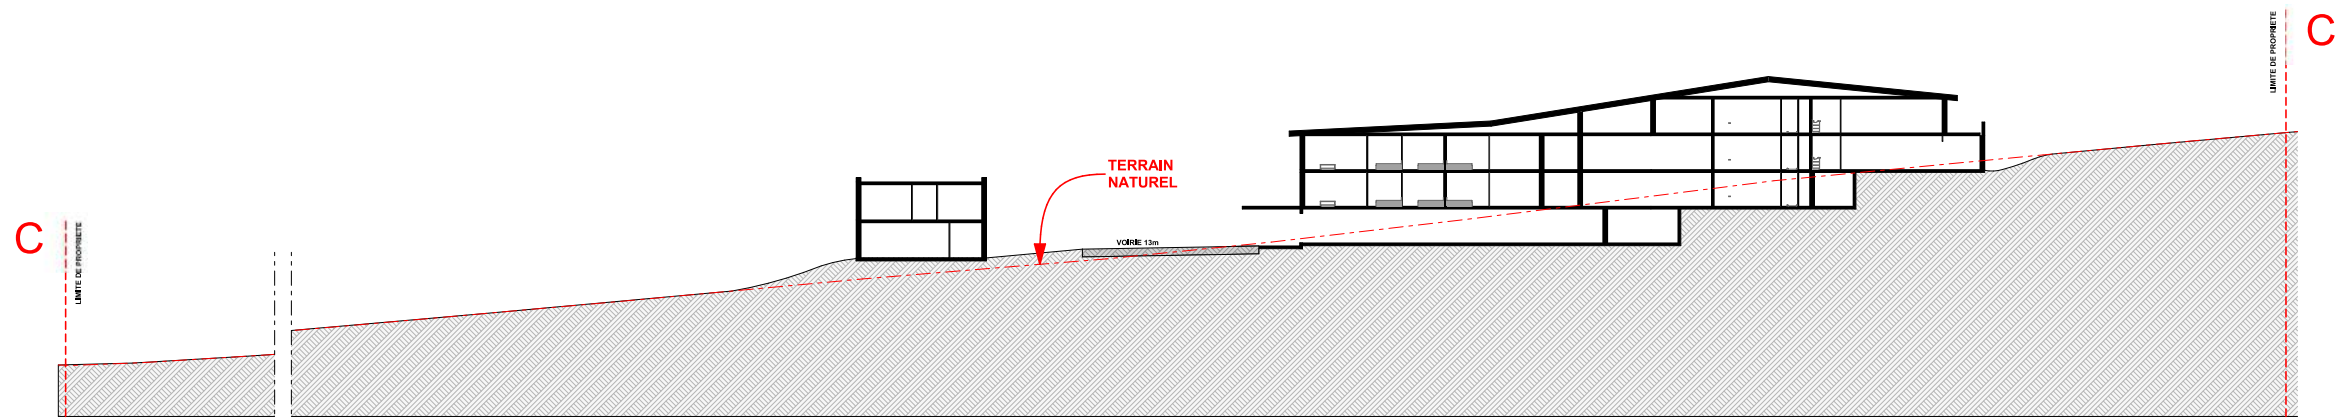 C
LIMITE DE PROPRIETE
TERRAIN
NATUREL
VOIRIE 13m
LIMITE DE PROPRIETE
C